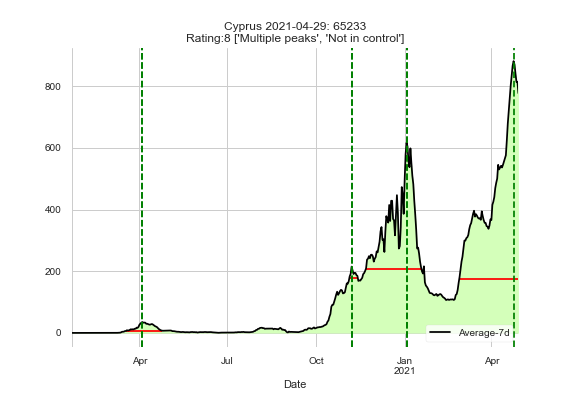 Cyprus 2021-04-29: 65233
Rating:8 ['Multiple peaks', 'Not in control']
800
600
400
200
0
Apr
Jul
Oct
Jan
2021
Apr
Average-7d
Date